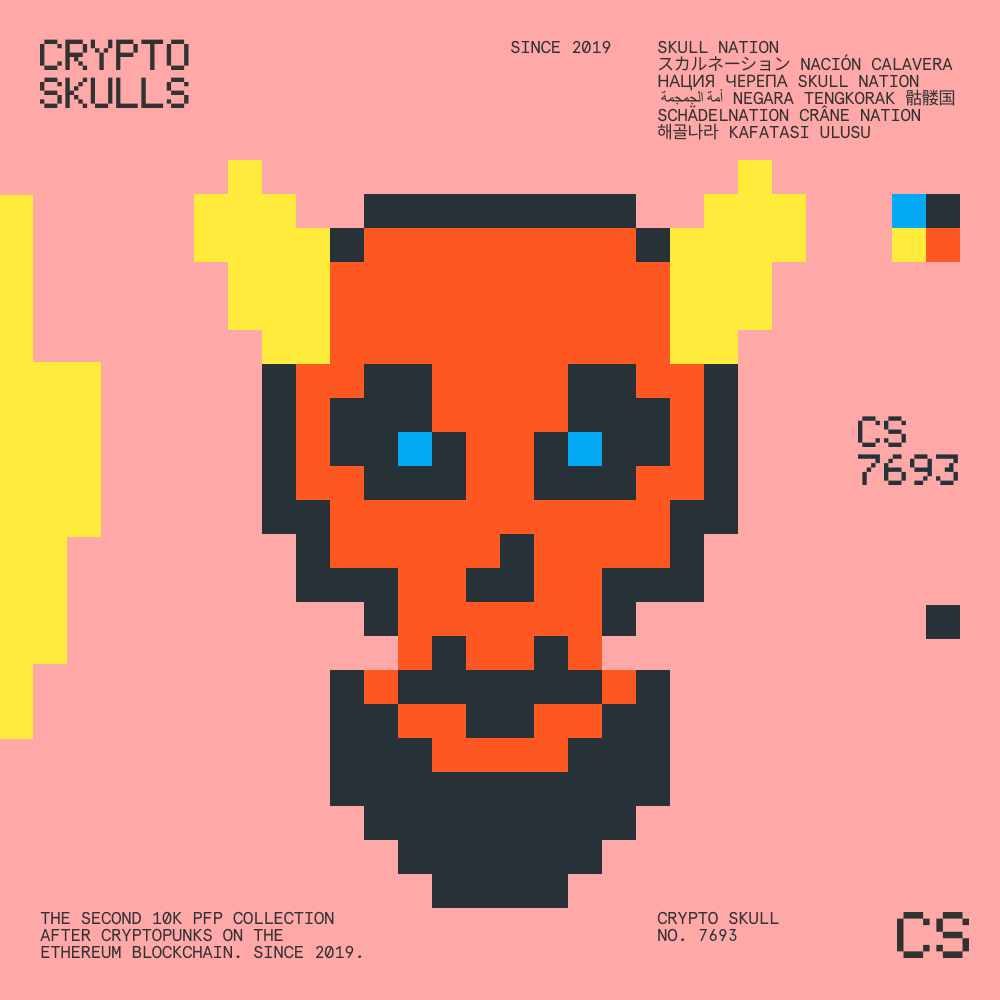 CRYPTO
SKULLS
SINCE 2019
SKULL NATION
スカルネーション NACIÓN CALAVERA
НАЦИЯ ЧЕРЕПА SKULL NATION
أمة الجمجمة NEGARA TENGKORAK 骷髅国
SCHÄDELNATION CRÂNE NATION
해골나라 KAFATASI ULUSU
CS
7693
THE SECOND 10K PFP COLLECTION
AFTER CRYPTOPUNKS ON THE
ETHEREUM BLOCKCHAIN. SINCE 2019.
CRYPTO SKULL
NO. 7693
CS